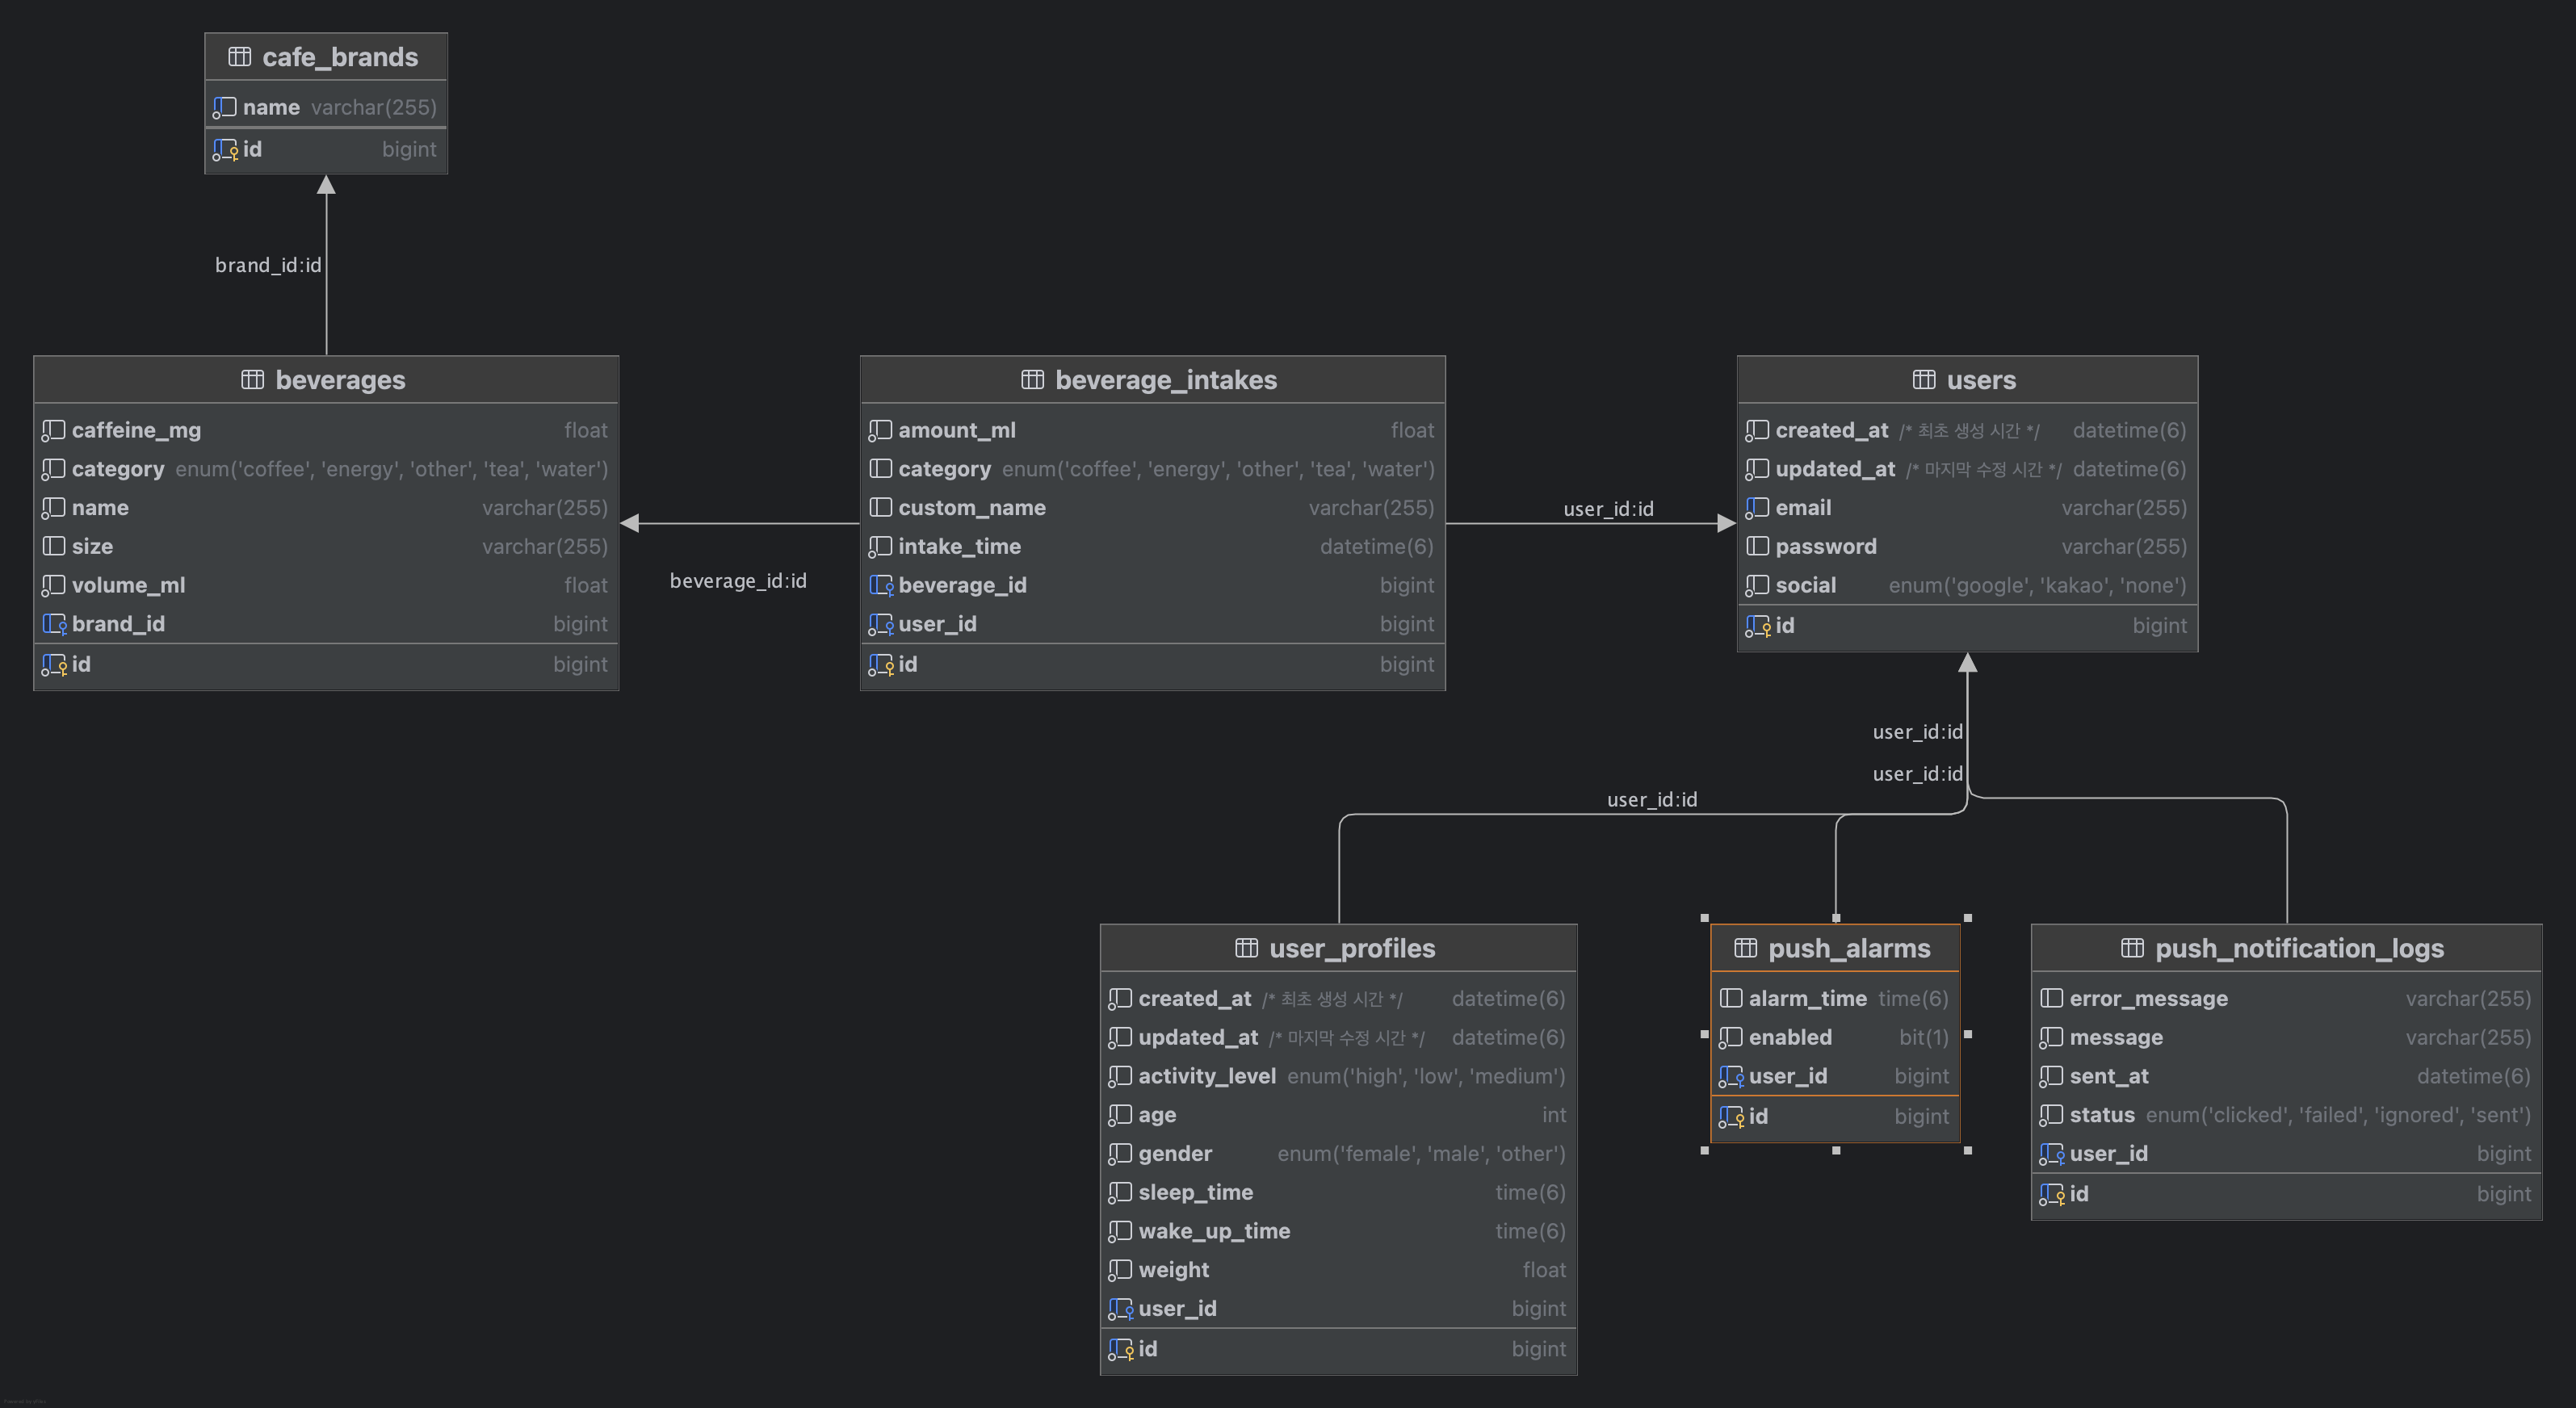 cafe_brands
name varchar(255)
id bigint
brand_id:id
beverages
caffeine_mg float
category enum('coffee', 'energy', 'other', 'tea', 'water')
name varchar(255)
size varchar(255)
volume_ml float
brand_id bigint
id bigint
beverage_id:id
beverage_intakes
amount_ml float
category enum('coffee', 'energy', 'other', 'tea', 'water')
custom_name varchar(255)
intake_time datetime(6)
beverage_id bigint
user_id bigint
id bigint
user_id:id
users
created_at /* 최초 생성 시간 */ datetime(6)
updated_at /* 마지막 수정 시간 */ datetime(6)
email varchar(255)
password varchar(255)
social enum('google', 'kakao', 'none')
id bigint
user_id:id
user_id:id
user_id:id
user_profiles
created_at /* 최초 생성 시간 */ datetime(6)
updated_at /* 마지막 수정 시간 */ datetime(6)
activity_level enum('high', 'low', 'medium')
age int
gender enum('female', 'male', 'other')
sleep_time time(6)
wake_up_time time(6)
weight float
user_id bigint
id bigint
push_alarms
alarm_time time(6)
enabled bit(1)
user_id bigint
id bigint
push_notification_logs
error_message varchar(255)
message varchar(255)
sent_at datetime(6)
status enum('clicked', 'failed', 'ignored', 'sent')
user_id bigint
id bigint